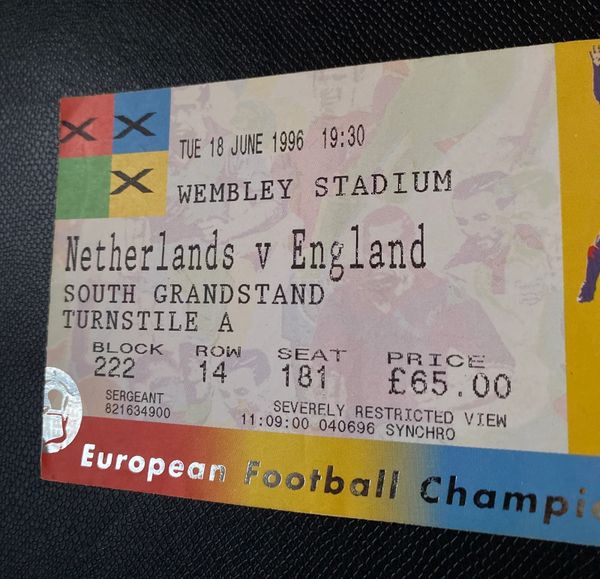 TUE 18 JUNE 1996 19:30
WEMBLEY STADIUM
Netherlands v England
SOUTH GRANDSTAND
TURNSTILE A
BLOCK ROW SEAT PRICE
222 14 181 £65.00
SERGEANT
821634900
SEVERELY RESTRICTED VIEW
11:09:00 040696 SYNCHRO
European Football Champi